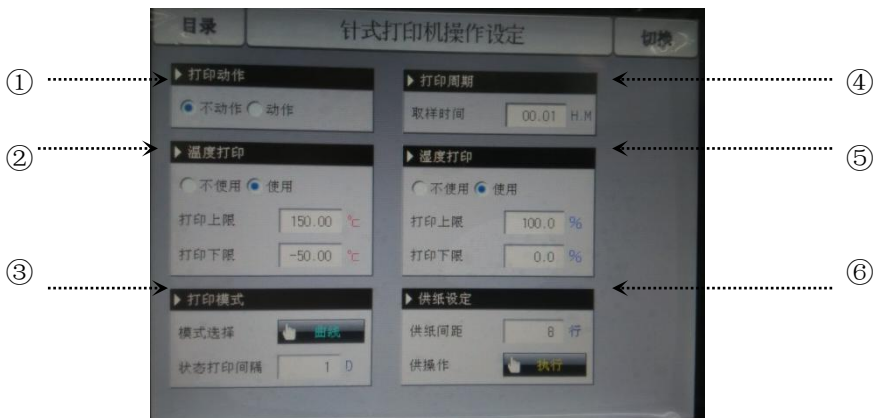 目录 针式打印机操作设定 切换
① ▶ 打印动作
不动作 动作
④ ▶ 打印周期
取样时间 00.01 H.M
② ▶ 温度打印
不使用 使用
打印上限 150.00 ℃
打印下限 -50.00 ℃
⑤ ▶ 湿度打印
不使用 使用
打印上限 100.0 %
打印下限 0.0 %
③ ▶ 打印模式
模式选择 曲线
状态打印间隔 1 D
⑥ ▶ 供纸设定
供纸间距 8 行
供操作 执行